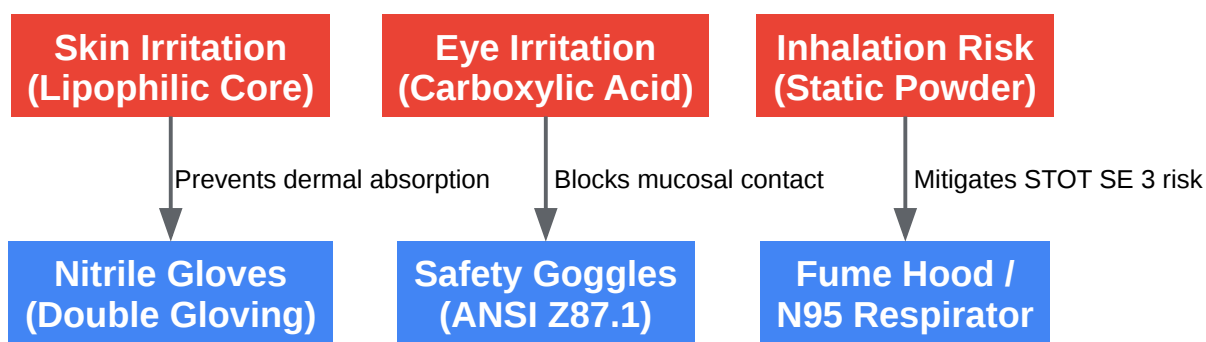 Skin Irritation
(Lipophilic Core)
Eye Irritation
(Carboxylic Acid)
Inhalation Risk
(Static Powder)
Prevents dermal absorption
Blocks mucosal contact
Mitigates STOT SE 3 risk
Nitrile Gloves
(Double Gloving)
Safety Goggles
(ANSI Z87.1)
Fume Hood /
N95 Respirator